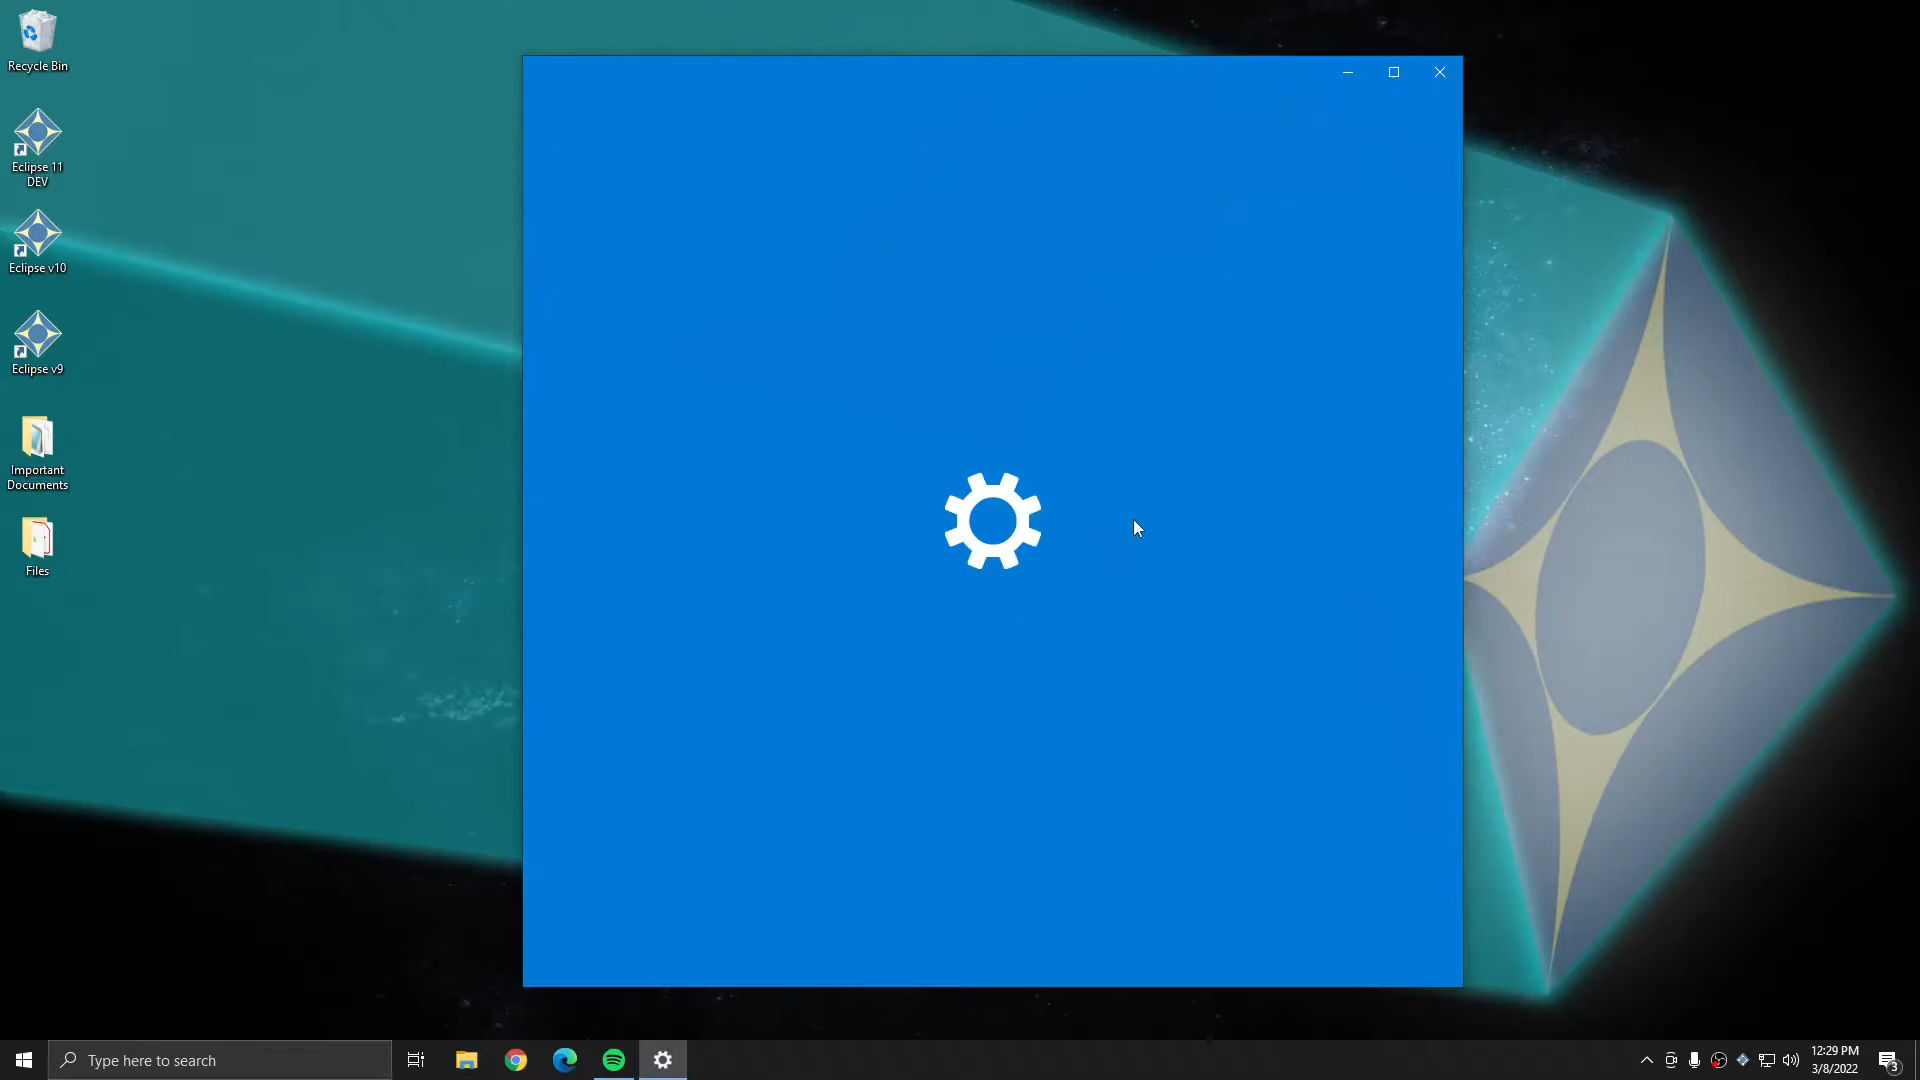 Recycle Bin
Eclipse 11
DEV
Eclipse v10
Eclipse v9
Important
Documents
Files
Type here to search
12:29 PM
3/8/2022
3